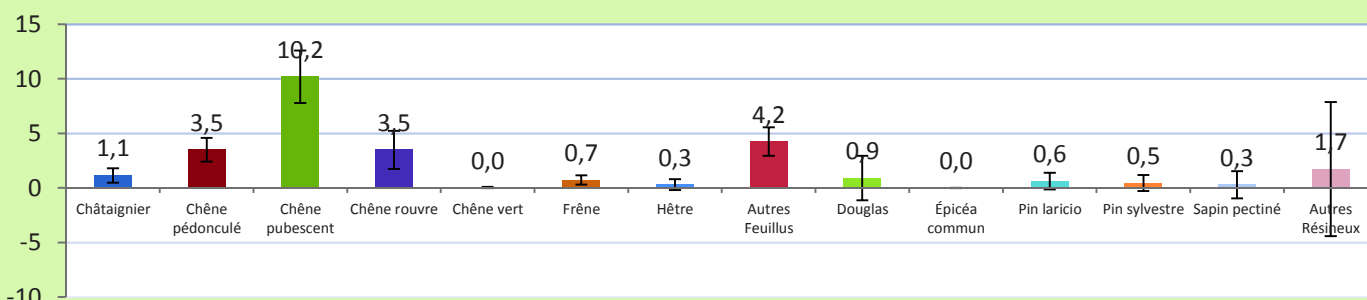 15
10
5
0
-5
-10
1,1
3,5
10,2
3,5
0,0
0,7
0,3
4,2
0,9
0,0
0,6
0,5
0,3
1,7
Châtaignier
Chêne
pédonculé
Chêne
pubescent
Chêne rouvre
Chêne vert
Frêne
Hêtre
Autres
Feuillus
Douglas
Épicéa
commun
Pin laricio
Pin sylvestre
Sapin pectiné
Autres
Résineux